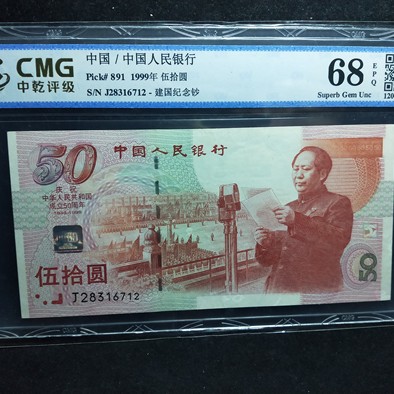 CMG
中乾评级
中国 / 中国人民银行
Pick# 891 1999年 伍拾圆
S/N J28316712 - 建国纪念钞
68
EPQ
Superb Gem Unc
120
50
中国人民银行
庆祝
中华人民共和国
成立50周年
1949-1999
伍拾圆
J28316712
50